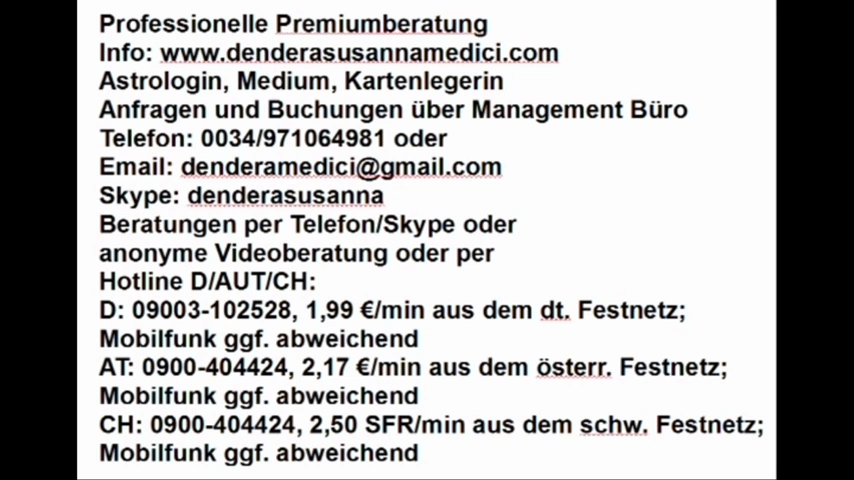 Professionelle Premiumberatung
Info: www.denderasusannamedici.com
Astrologin, Medium, Kartenlegerin
Anfragen und Buchungen über Management Büro
Telefon: 0034/971064981 oder
Email: denderamedici@gmail.com
Skype: denderasusanna
Beratungen per Telefon/Skype oder
anonyme Videoberatung oder per
Hotline D/AUT/CH:
D: 09003-102528, 1,99 €/min aus dem dt. Festnetz;
Mobilfunk ggf. abweichend
AT: 0900-404424, 2,17 €/min aus dem österr. Festnetz;
Mobilfunk ggf. abweichend
CH: 0900-404424, 2,50 SFR/min aus dem schw. Festnetz;
Mobilfunk ggf. abweichend